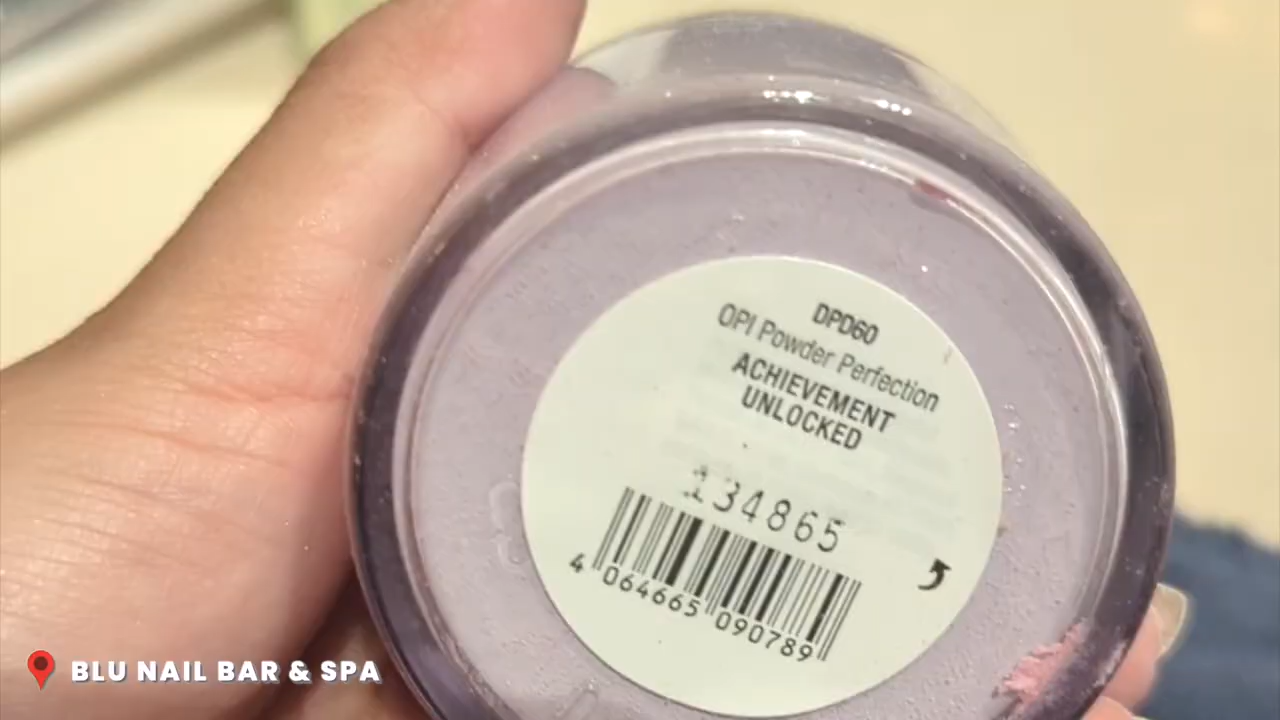 DPD60
OPI Powder Perfection
ACHIEVEMENT
UNLOCKED
134865
4 064665 090789
BLU NAIL BAR & SPA